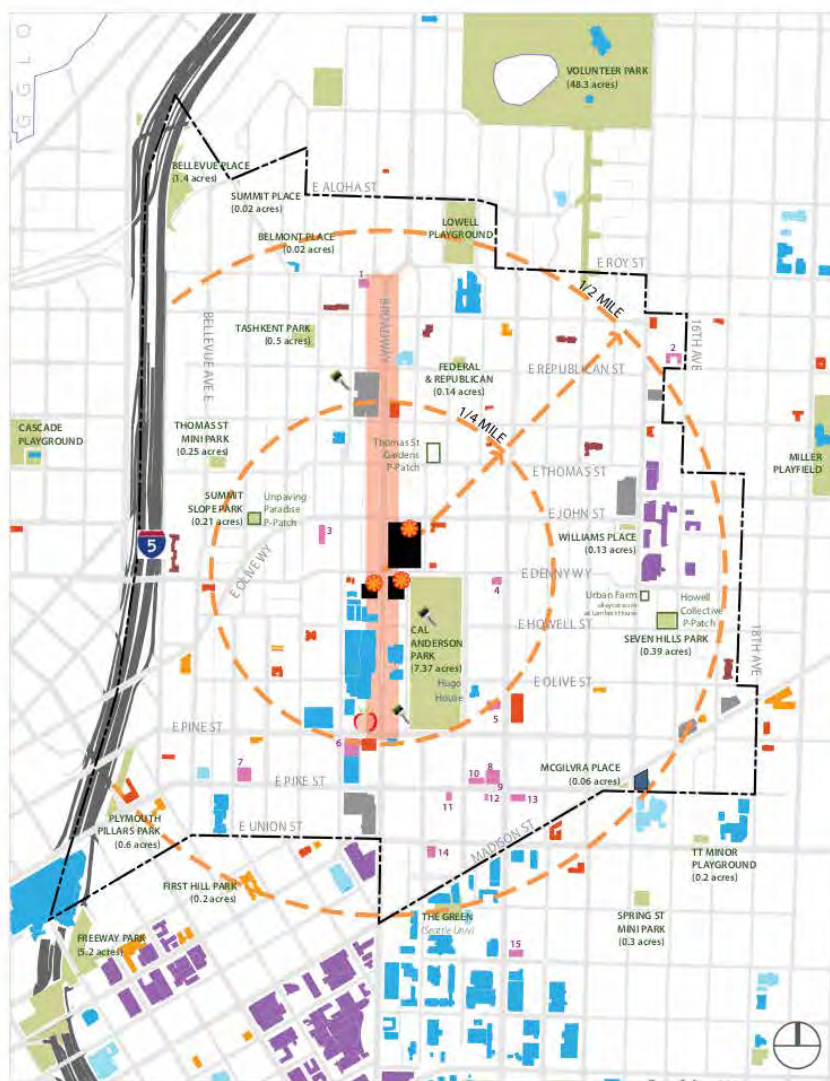 GGLO
VOLUNTEER PARK
(48.3 acres)
BELLEVUE PLACE
(1.4 acres)
SUMMIT PLACE
(0.02 acres)
E ALOHA ST
LOWELL
PLAYGROUND
BELMONT PLACE
(0.02 acres)
E ROY ST
1
1/2 MILE
BELLEVUE AVE E
BROADWAY
16TH AVE
TASHKENT PARK
(0.5 acres)
2
FEDERAL
& REPUBLICAN
(0.14 acres)
E REPUBLICAN ST
1/4 MILE
CASCADE
PLAYGROUND
THOMAS ST
MINI PARK
(0.25 acres)
Thomas St
Gardens
P-Patch
MILLER
PLAYFIELD
E THOMAS ST
SUMMIT
SLOPE PARK
(0.21 acres)
Unpaving
Paradise
P-Patch
E JOHN ST
3
WILLIAMS PLACE
(0.13 acres)
5
E OLIVE WY
E DENNY WY
4
Urban Farm
Howell
Collective
P-Patch
E HOWELL ST
CAL
ANDERSON
PARK
(7.37 acres)
SEVEN HILLS PARK
(0.39 acres)
18TH AVE
Hugo
House
E OLIVE ST
5
E PINE ST
6
7
MCGILVRA PLACE
(0.06 acres)
8
10
9
E PIKE ST
11
12
13
PLYMOUTH
PILLARS PARK
(0.6 acres)
E UNION ST
MADISON ST
14
TT MINOR
PLAYGROUND
(0.2 acres)
FIRST HILL PARK
(0.2 acres)
THE GREEN
(Seattle Univ)
SPRING ST
MINI PARK
(0.3 acres)
FREEWAY PARK
(5.2 acres)
15